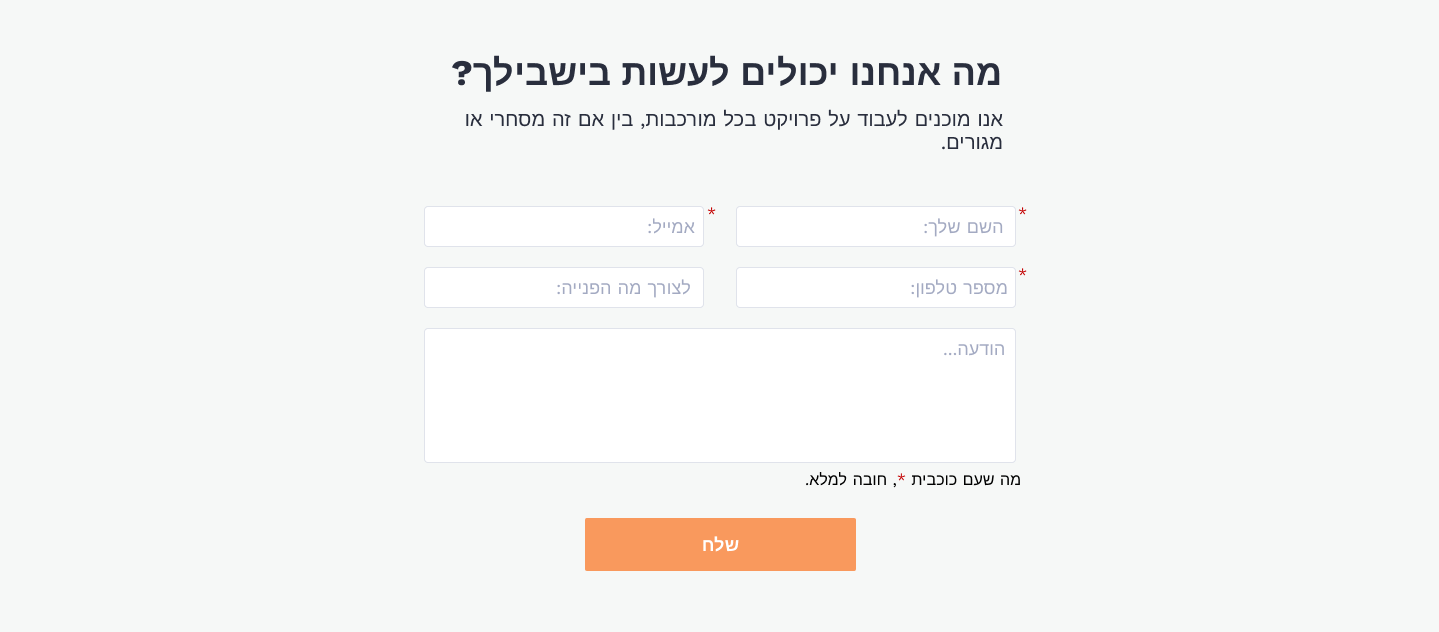 מה אנחנו יכולים לעשות בישבילך?
אנו מוכנים לעבוד על פרויקט בכל מורכבות, בין אם זה מסחרי או
מגורים.
השם שלך: *
אמייל: *
מספר טלפון: *
לצורך מה הפנייה:
הודעה...
מה שעם כוכבית *, חובה למלא.
שלח